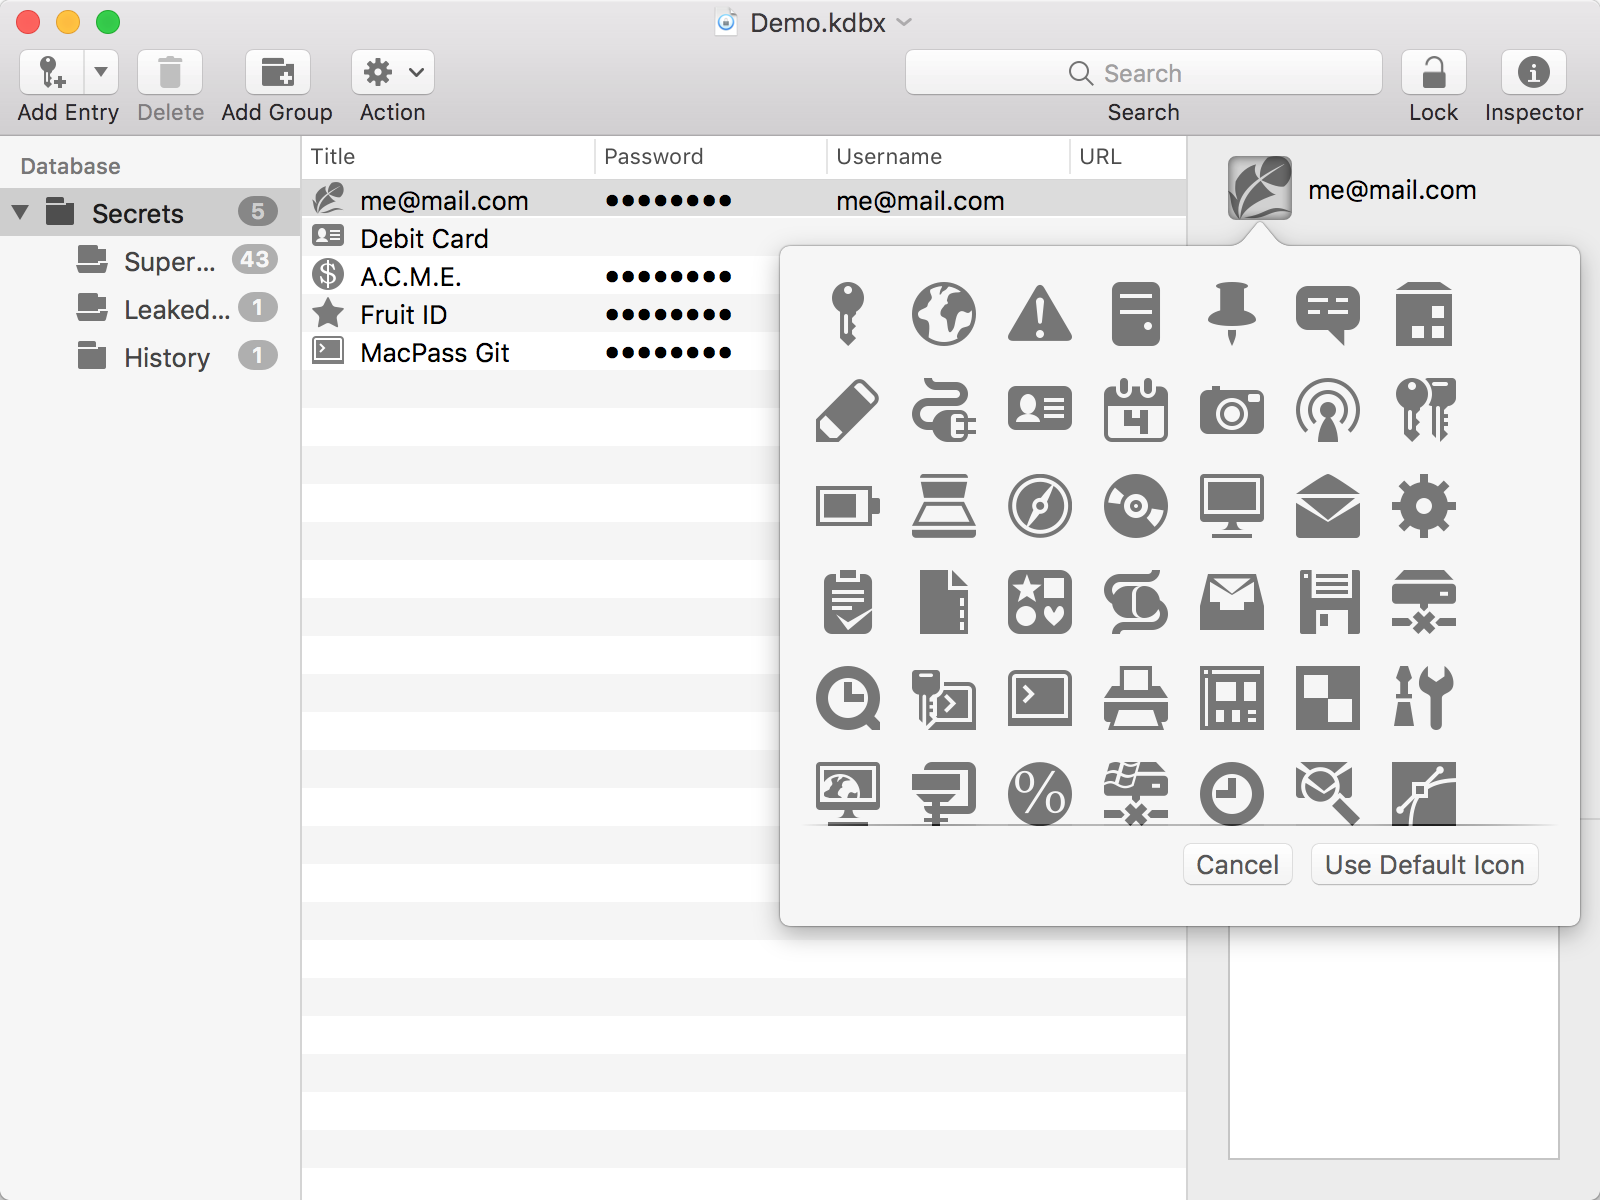 Demo.kdbx
Add Entry
Delete
Add Group
Action
Search
Search
Lock
Inspector
Database
Secrets 5
Super... 43
Leaked... 1
History 1
Title Password Username URL
me@mail.com •••••••• me@mail.com
Debit Card
A.C.M.E. ••••••••
Fruit ID ••••••••
MacPass Git ••••••••
me@mail.com
4
%
Cancel
Use Default Icon